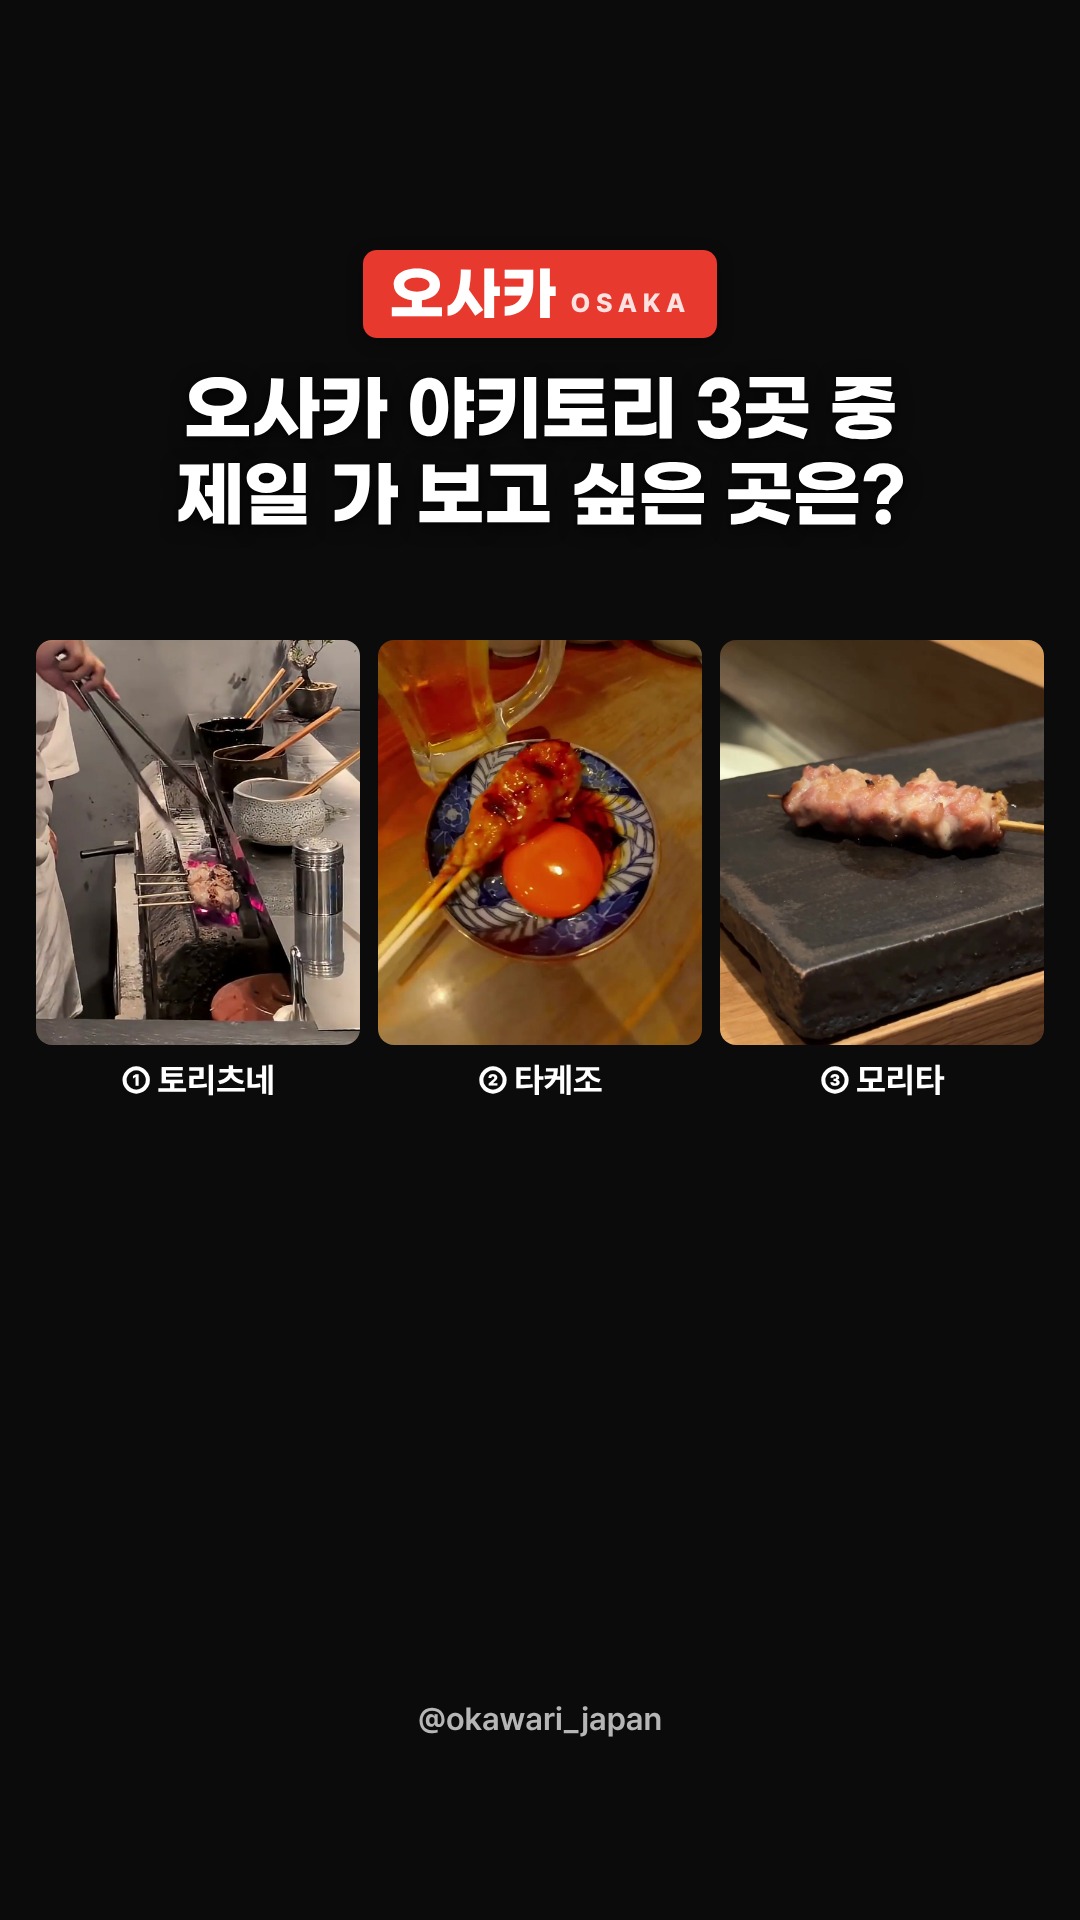 오사카 OSAKA
오사카 야키토리 3곳 중
제일 가 보고 싶은 곳은?
① 토리츠네
② 타케조
③ 모리타
@okawari_japan